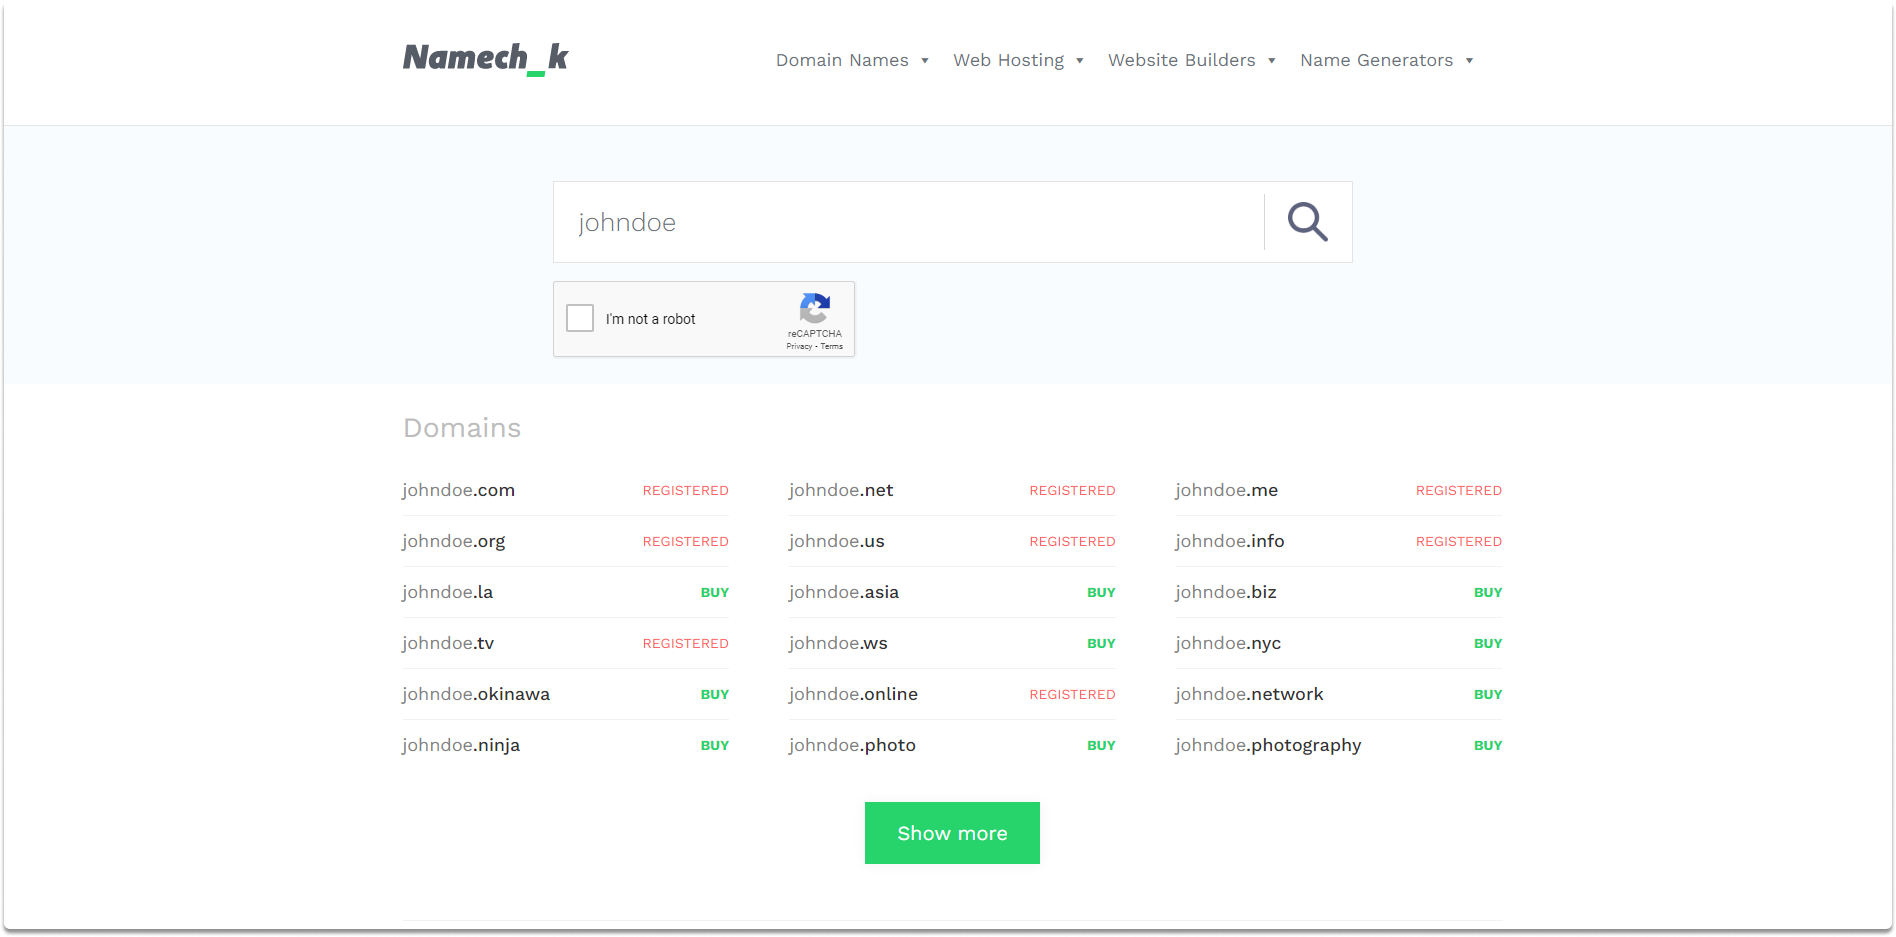 Namech_k
Domain Names Web Hosting Website Builders Name Generators
johndoe
I'm not a robot
reCAPTCHA
Privacy - Terms
Domains
johndoe.com REGISTERED johndoe.net REGISTERED johndoe.me REGISTERED
johndoe.org REGISTERED johndoe.us REGISTERED johndoe.info REGISTERED
johndoe.la BUY johndoe.asia BUY johndoe.biz BUY
johndoe.tv REGISTERED johndoe.ws BUY johndoe.nyc BUY
johndoe.okinawa BUY johndoe.online REGISTERED johndoe.network BUY
johndoe.ninja BUY johndoe.photo BUY johndoe.photography BUY
Show more